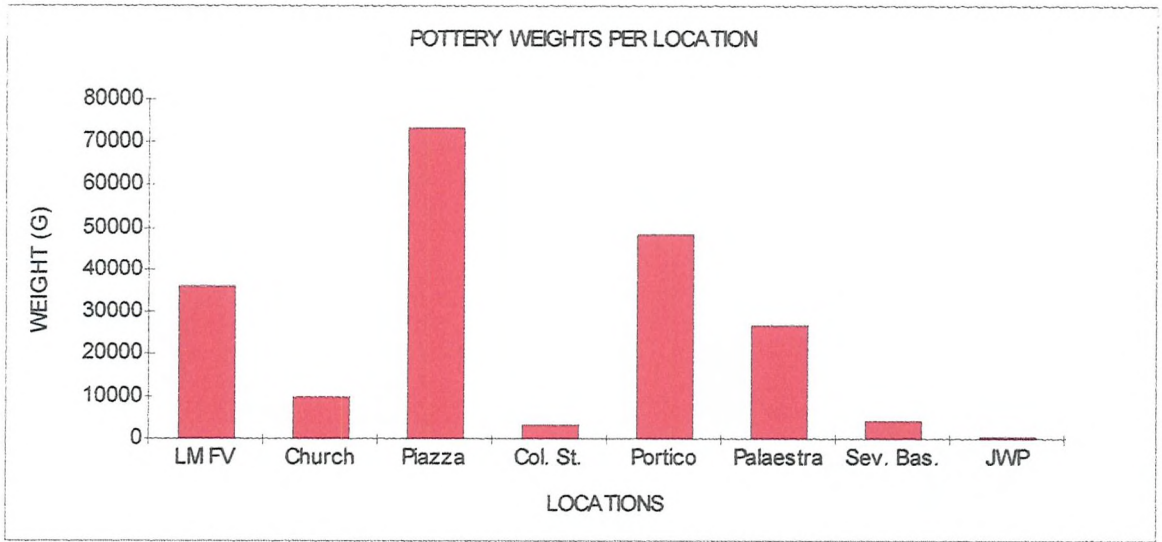 POTTERY WEIGHTS PER LOCATION
WEIGHT (G)
80000
70000
60000
50000
40000
30000
20000
10000
0
LM FV Church Piazza Col. St. Portico Palaestra Sev. Bas. JWP
LOCATIONS